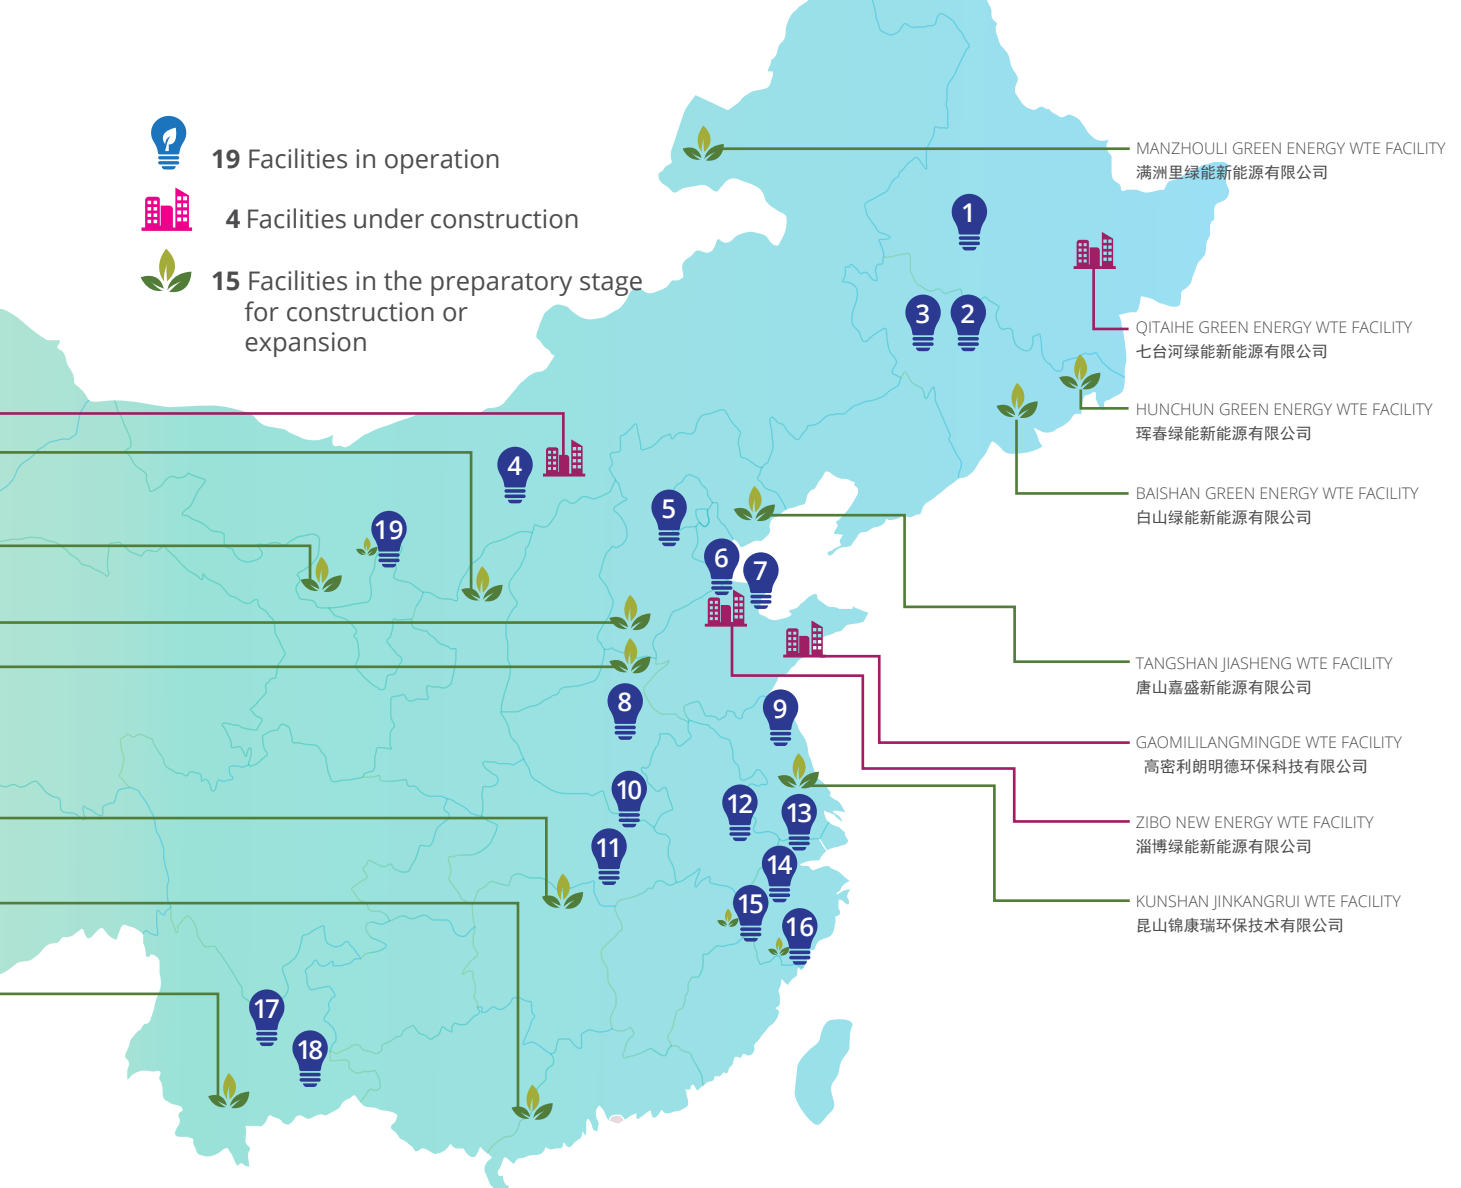 19 Facilities in operation
4 Facilities under construction
15 Facilities in the preparatory stage
for construction or
expansion
MANZHOULI GREEN ENERGY WTE FACILITY
满洲里绿能新能源有限公司
1
3
2
QITAIHE GREEN ENERGY WTE FACILITY
七台河绿能新能源有限公司
HUNCHUN GREEN ENERGY WTE FACILITY
珲春绿能新能源有限公司
4
BAISHAN GREEN ENERGY WTE FACILITY
白山绿能新能源有限公司
5
19
6
7
TANGSHAN JIASHENG WTE FACILITY
唐山嘉盛新能源有限公司
8
9
GAOMILILANGMINGDE WTE FACILITY
高密利朗明德环保科技有限公司
10
12
13
ZIBO NEW ENERGY WTE FACILITY
淄博绿能新能源有限公司
11
14
15
16
KUNSHAN JINKANGRUI WTE FACILITY
昆山锦康瑞环保技术有限公司
17
18